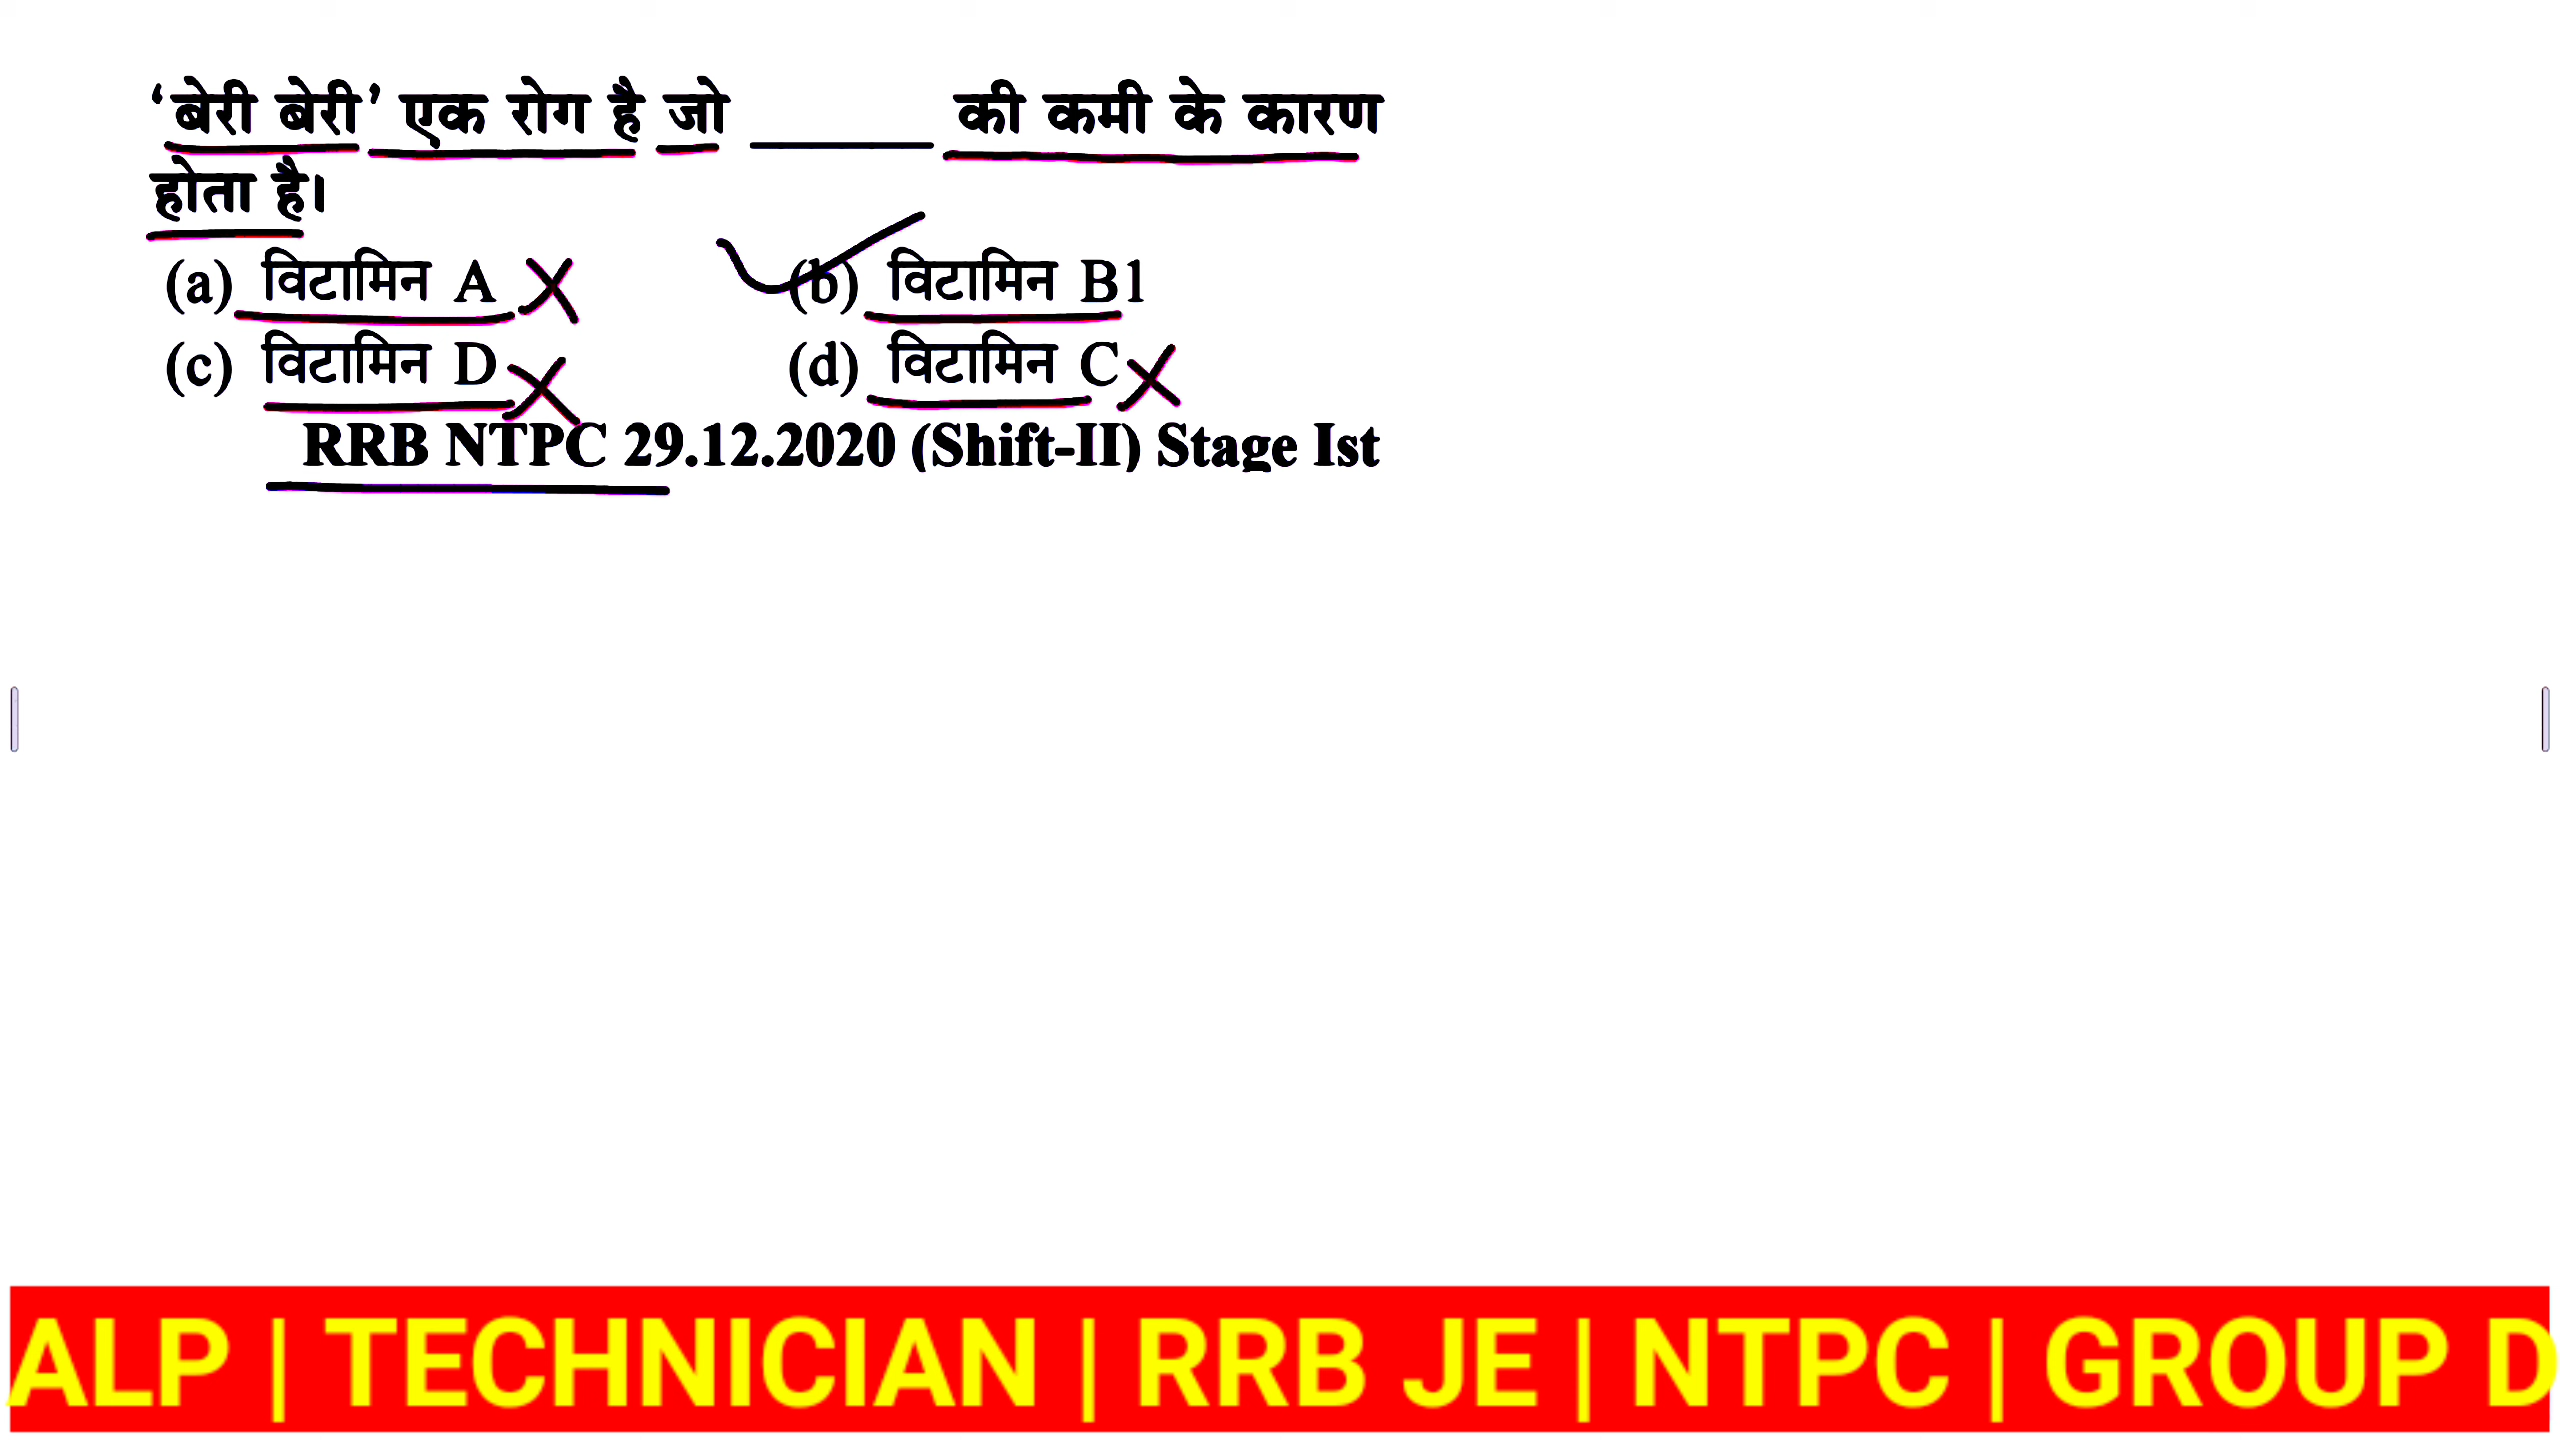 ‘बेरी बेरी’ एक रोग है जो ________ की कमी के कारण
होता है।
(a) विटामिन A (b) विटामिन B1
(c) विटामिन D (d) विटामिन C
RRB NTPC 29.12.2020 (Shift-II) Stage Ist
ALP | TECHNICIAN | RRB JE | NTPC | GROUP D